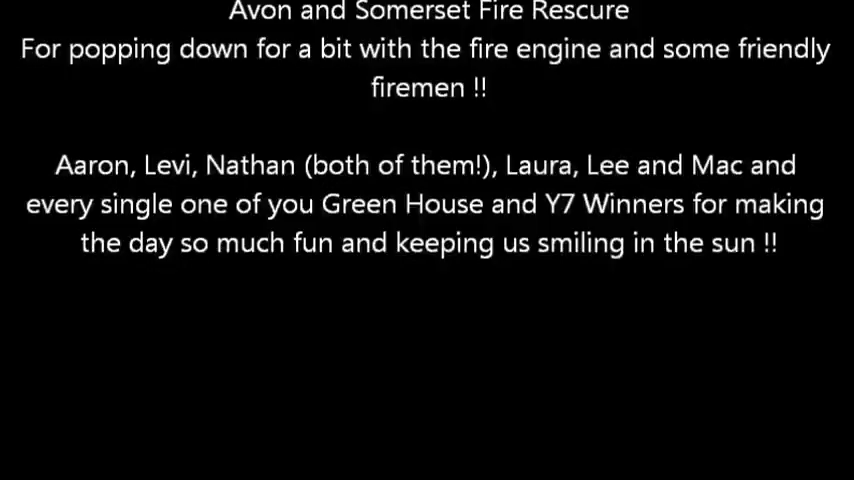 Avon and Somerset Fire Rescure
For popping down for a bit with the fire engine and some friendly
firemen !!
Aaron, Levi, Nathan (both of them!), Laura, Lee and Mac and
every single one of you Green House and Y7 Winners for making
the day so much fun and keeping us smiling in the sun !!